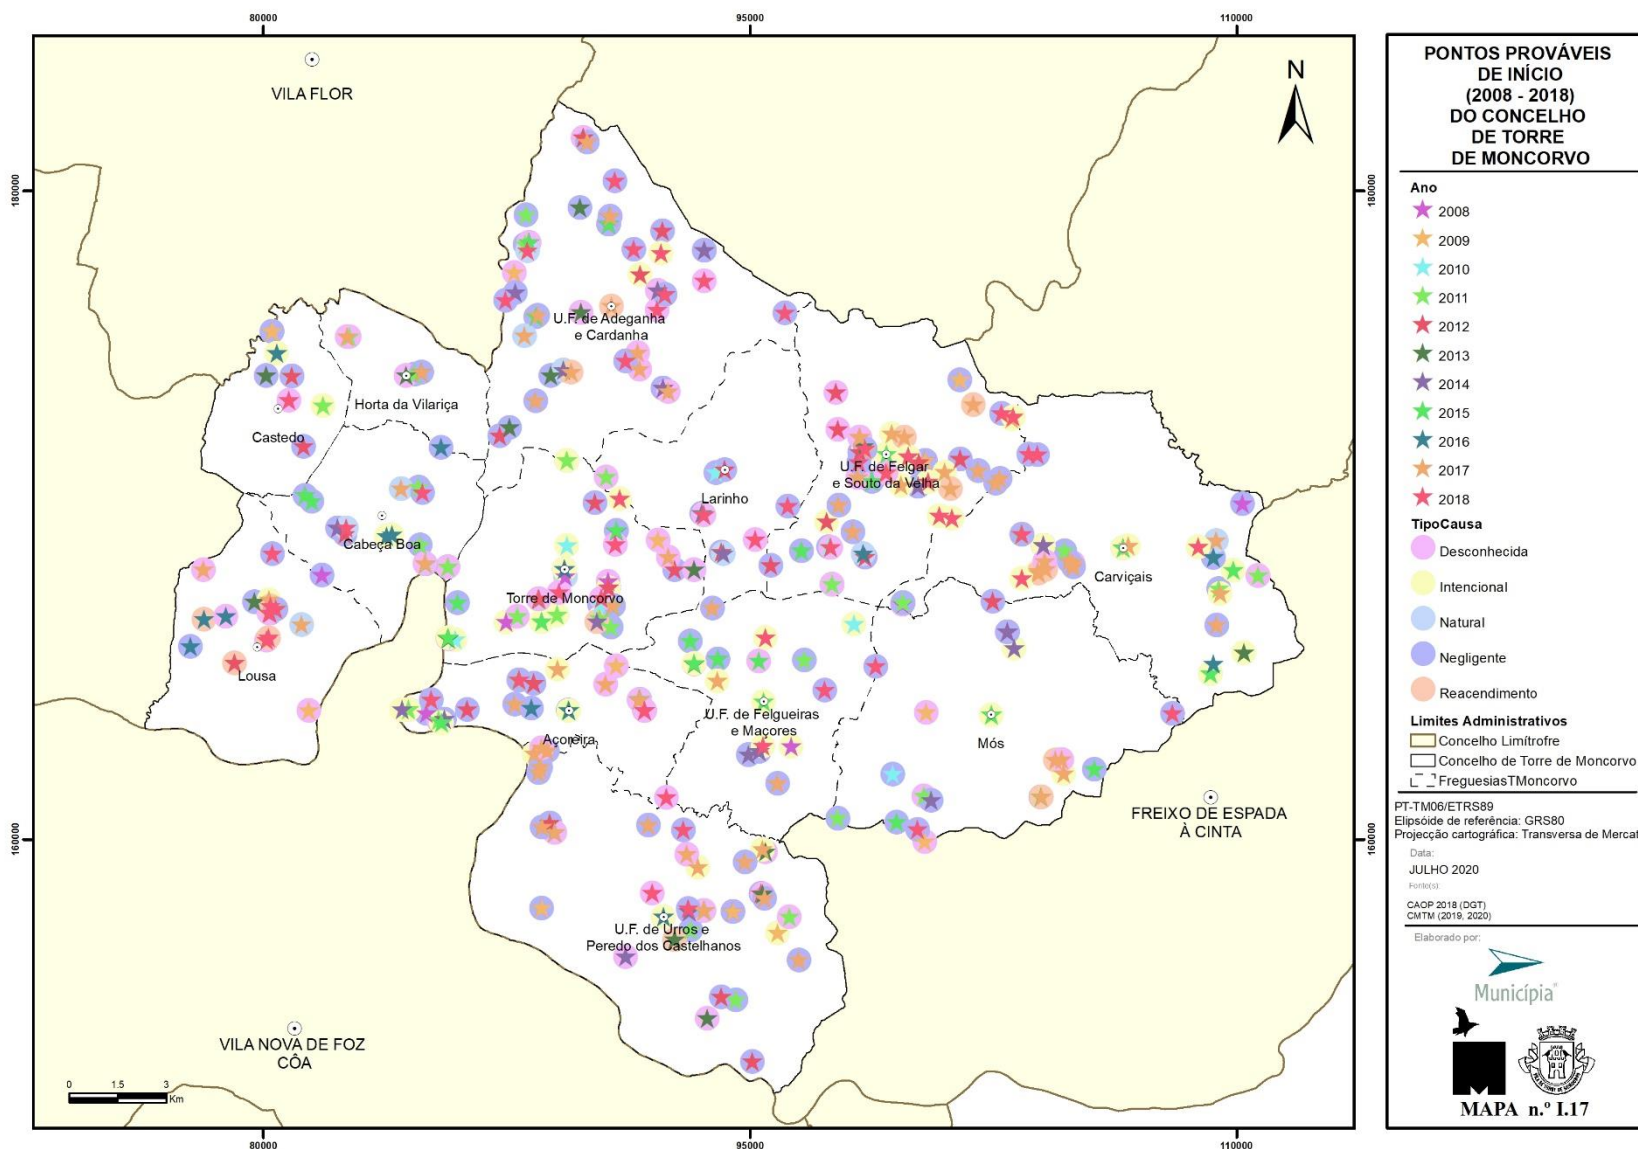 80000
95000
110000
180000
180000
160000
160000
VILA FLOR
N
U.F. de Adeganha
e Cardanha
Horta da Vilariça
Castedo
Larinho
U.F. de Felgar
e Souto da Velha
Cabeça Boa
Carviçais
Torre de Moncorvo
Lousa
U.F. de Felgueiras
e Maçores
Açoreira
Mós
FREIXO DE ESPADA
À CINTA
U.F. de Urros e
Peredo dos Castelhanos
VILA NOVA DE FOZ
CÔA
0 1.5 3
Km
80000
95000
110000
PONTOS PROVÁVEIS
DE INÍCIO
(2008 - 2018)
DO CONCELHO
DE TORRE
DE MONCORVO
Ano
2008
2009
2010
2011
2012
2013
2014
2015
2016
2017
2018
TipoCausa
Desconhecida
Intencional
Natural
Negligente
Reacendimento
Limites Administrativos
Concelho Limítrofre
Concelho de Torre de Moncorvo
FreguesiasTMoncorvo
PT-TM06/ETRS89
Elipsóide de referência: GRS80
Projecção cartográfica: Transversa de Mercat
Data:
JULHO 2020
Fonte(s):
CAOP 2018 (DGT)
CMTM (2019, 2020)
Elaborado por:
Município
MAPA n.º I.17